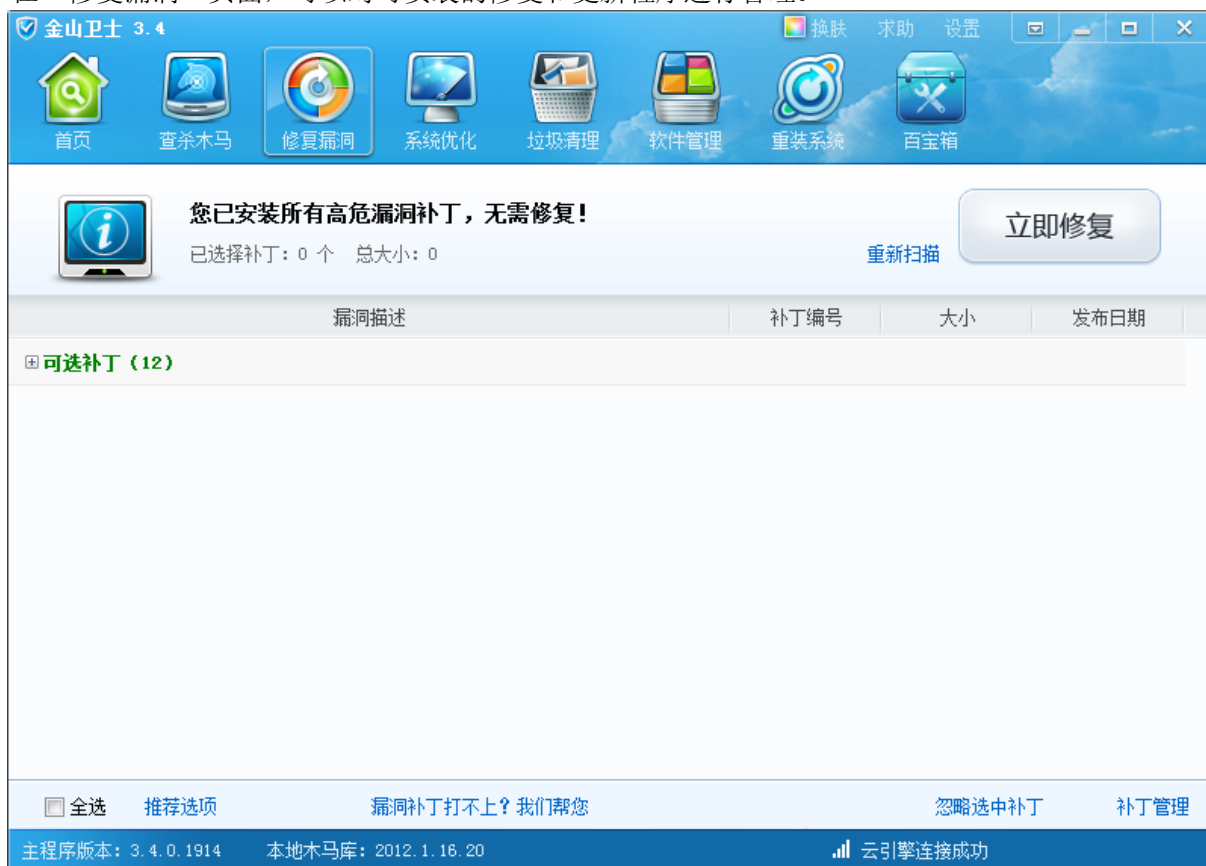 金山卫士 3.4 换肤 求助 设置
首页 查杀木马 修复漏洞 系统优化 垃圾清理 软件管理 重装系统 百宝箱
您已安装所有高危漏洞补丁，无需修复！
已选择补丁：0 个 总大小：0
重新扫描
立即修复
漏洞描述 补丁编号 大小 发布日期
可选补丁（12）
全选 推荐选项 漏洞补丁打不上？我们帮您 忽略选中补丁 补丁管理
主程序版本：3.4.0.1914 本地木马库：2012.1.16.20 云引擎连接成功